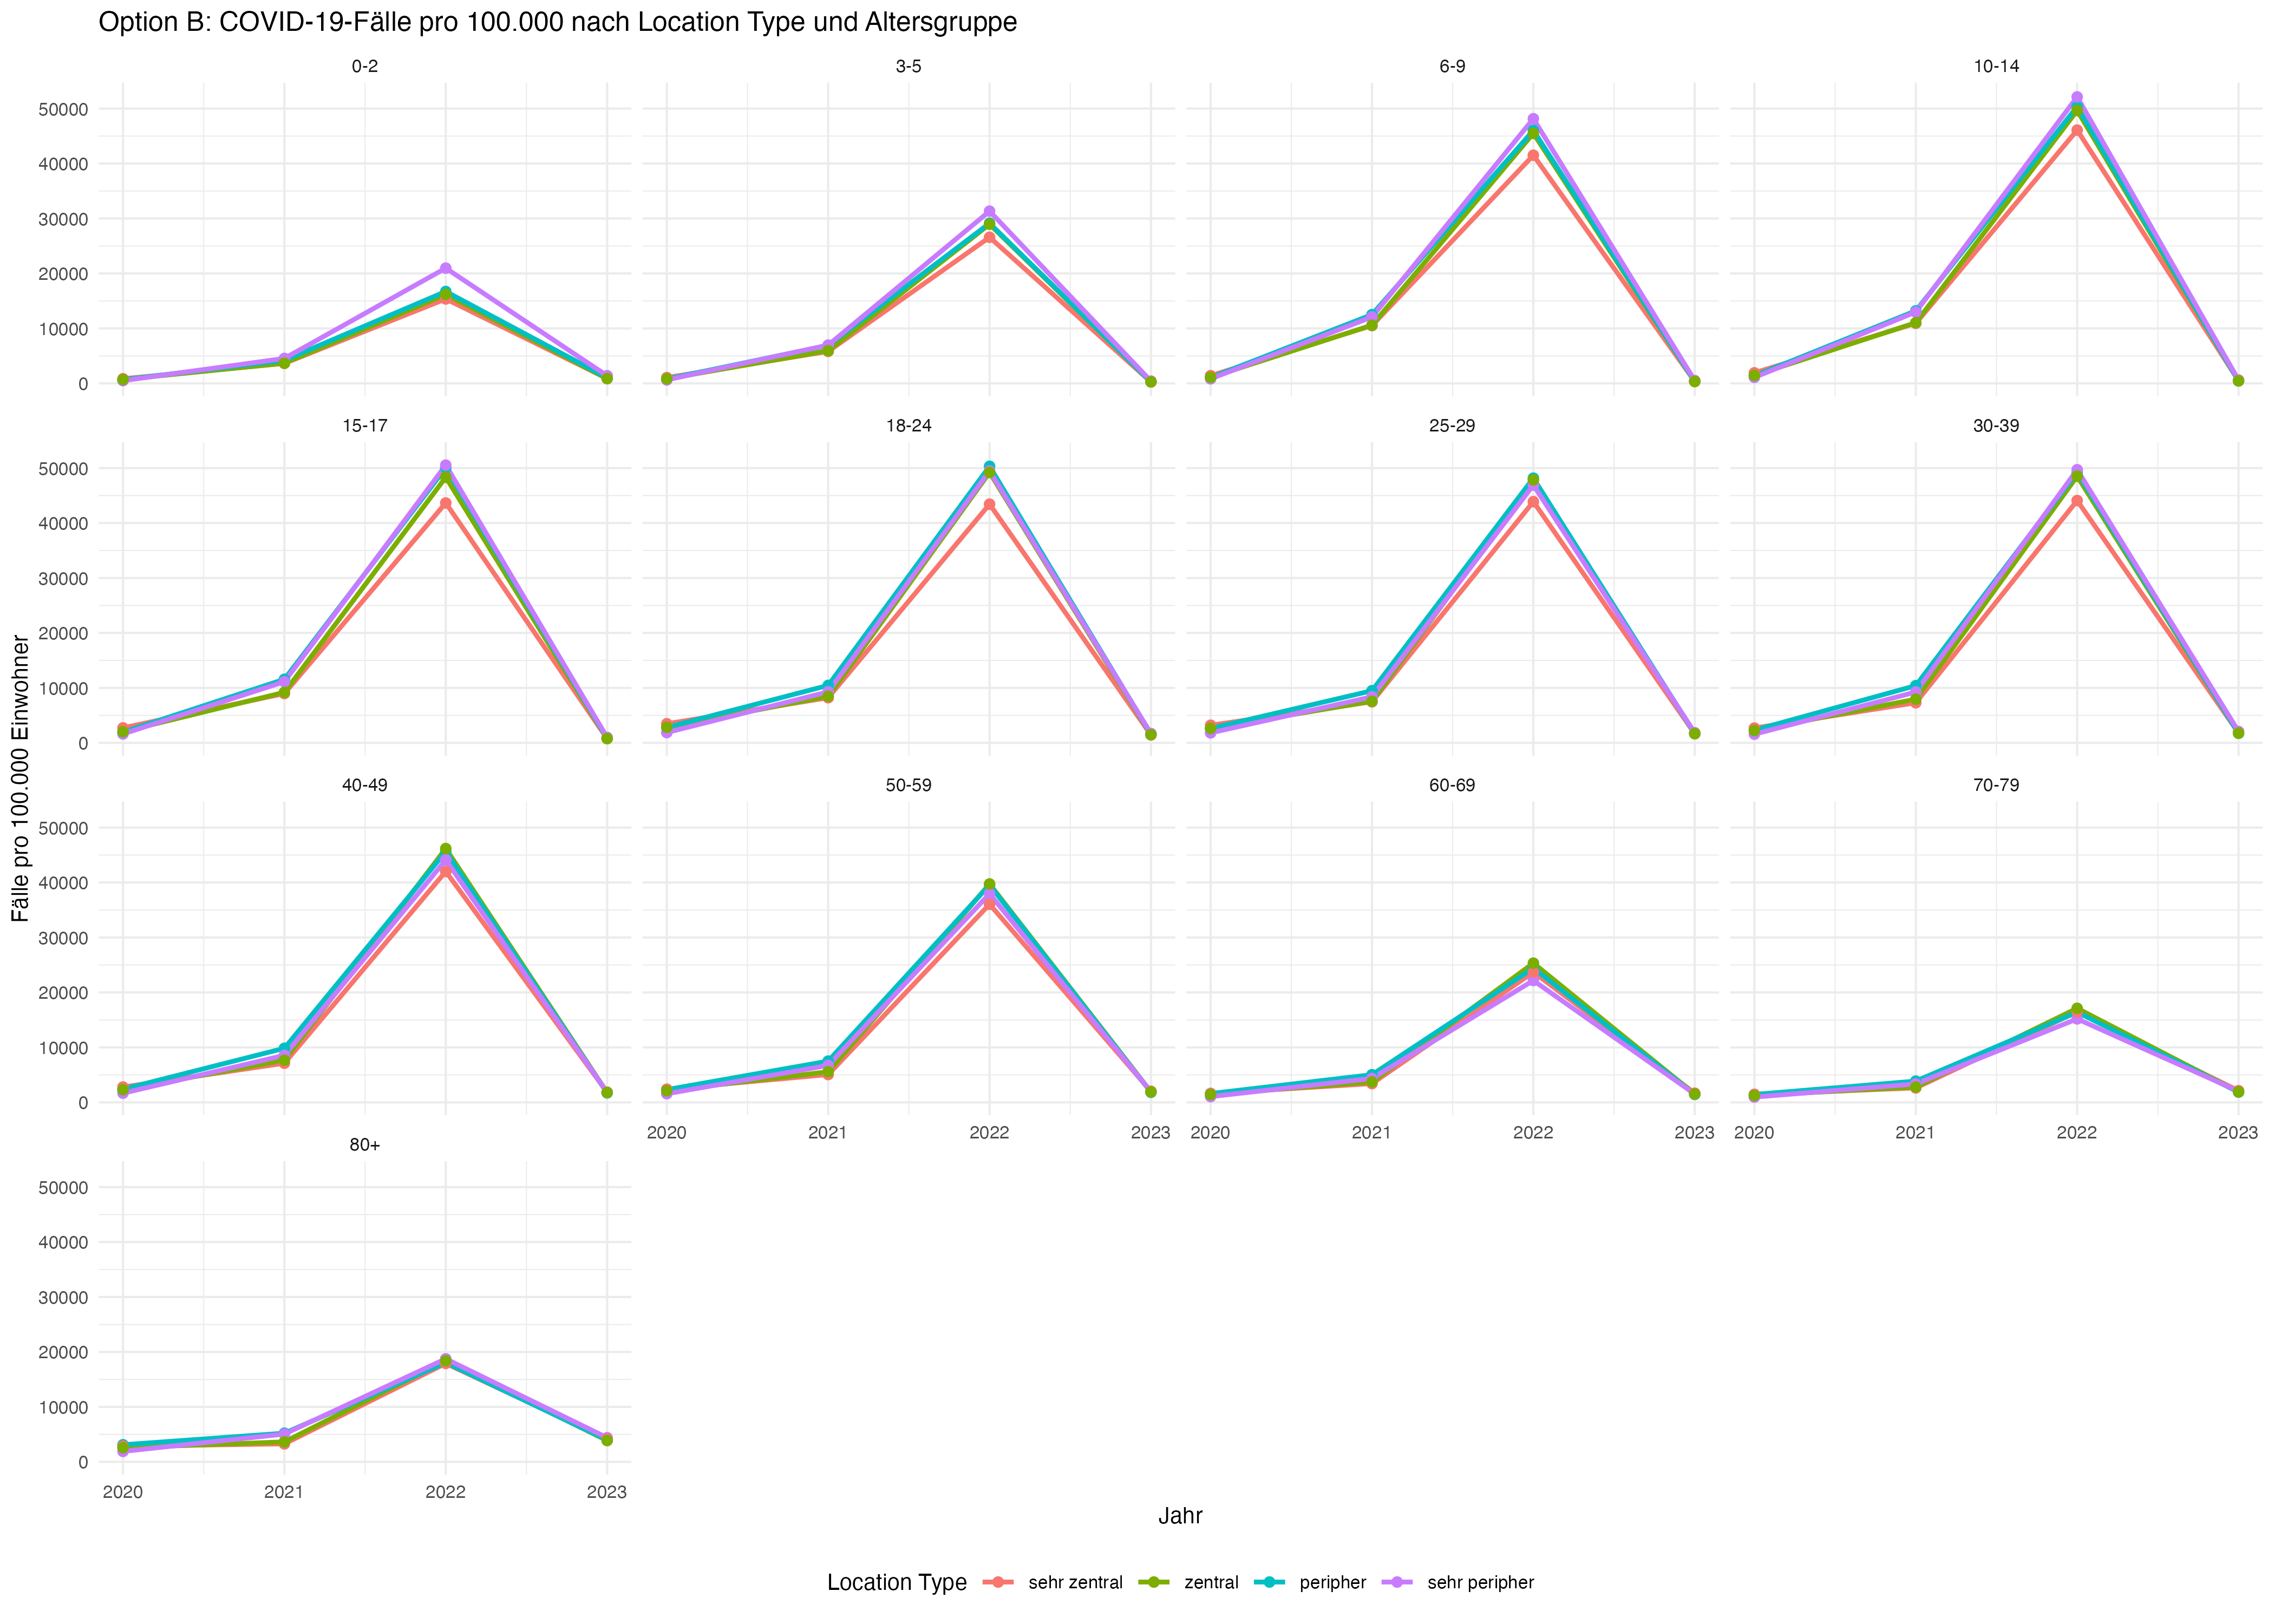 Option B: COVID-19-Fälle pro 100.000 nach Location Type und Altersgruppe
0-2 3-5 6-9 10-14
50000
40000
30000
20000
10000
0
15-17 18-24 25-29 30-39
50000
40000
30000
20000
10000
0
Fälle pro 100.000 Einwohner
40-49 50-59 60-69 70-79
50000
40000
30000
20000
10000
0
2020 2021 2022 2023 2020 2021 2022 2023 2020 2021 2022 2023
80+
50000
40000
30000
20000
10000
0
2020 2021 2022 2023
Jahr
Location Type sehr zentral zentral peripher sehr peripher